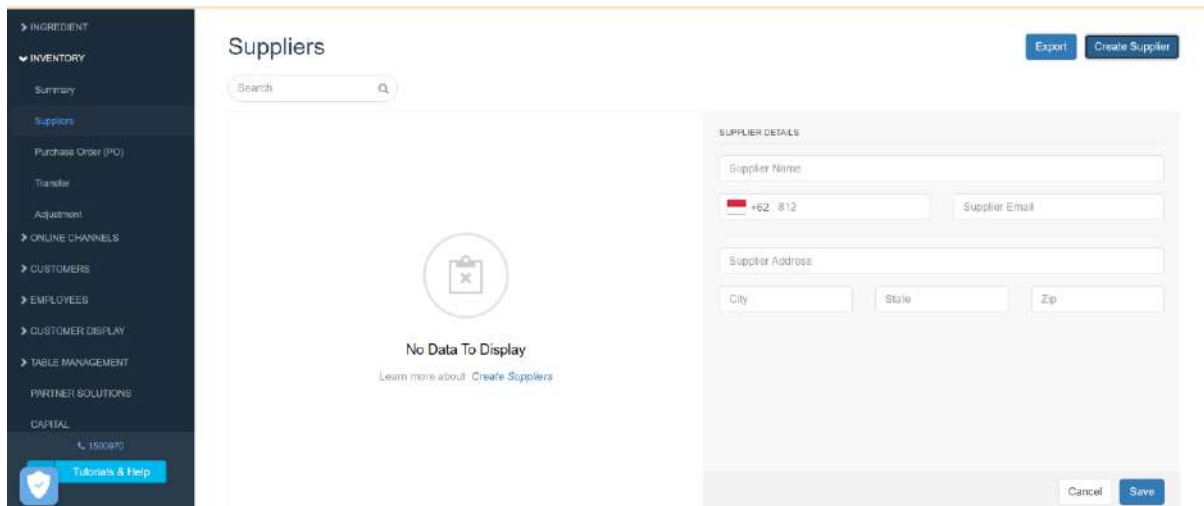 INGREDIENT
INVENTORY
Summary
Suppliers
Purchase Order (PO)
Transfer
Adjustment
ONLINE CHANNELS
CUSTOMERS
EMPLOYEES
CUSTOMER DISPLAY
TABLE MANAGEMENT
PARTNER SOLUTIONS
CAPITAL
1500970
Tutorials & Help
Suppliers
Export
Create Supplier
Search
No Data To Display
Learn more about Create Suppliers
SUPPLIER DETAILS
Supplier Name
+62 812
Supplier Email
Supplier Address
City
State
Zip
Cancel
Save